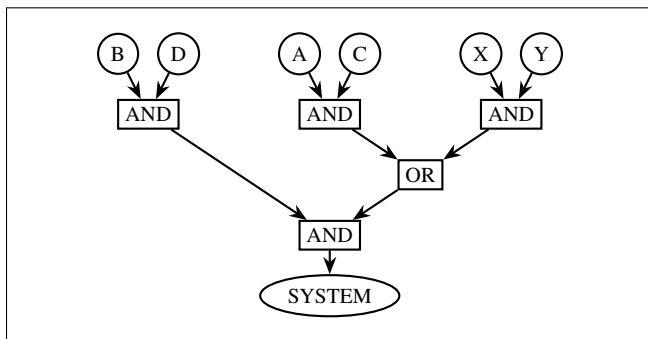 B D A C X Y
AND AND AND
OR
AND
SYSTEM